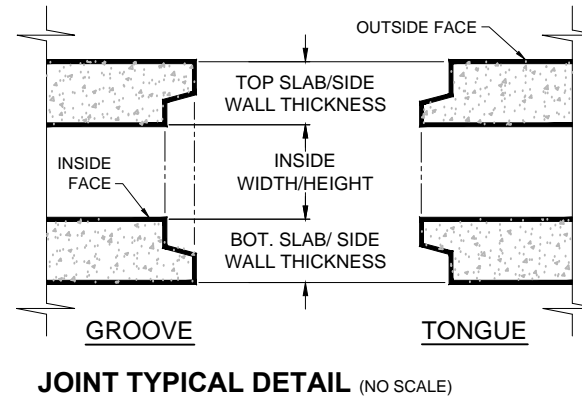 OUTSIDE FACE
TOP SLAB/SIDE
WALL THICKNESS
INSIDE
FACE
INSIDE
WIDTH/HEIGHT
BOT. SLAB/ SIDE
WALL THICKNESS
GROOVE
TONGUE
JOINT TYPICAL DETAIL (NO SCALE)